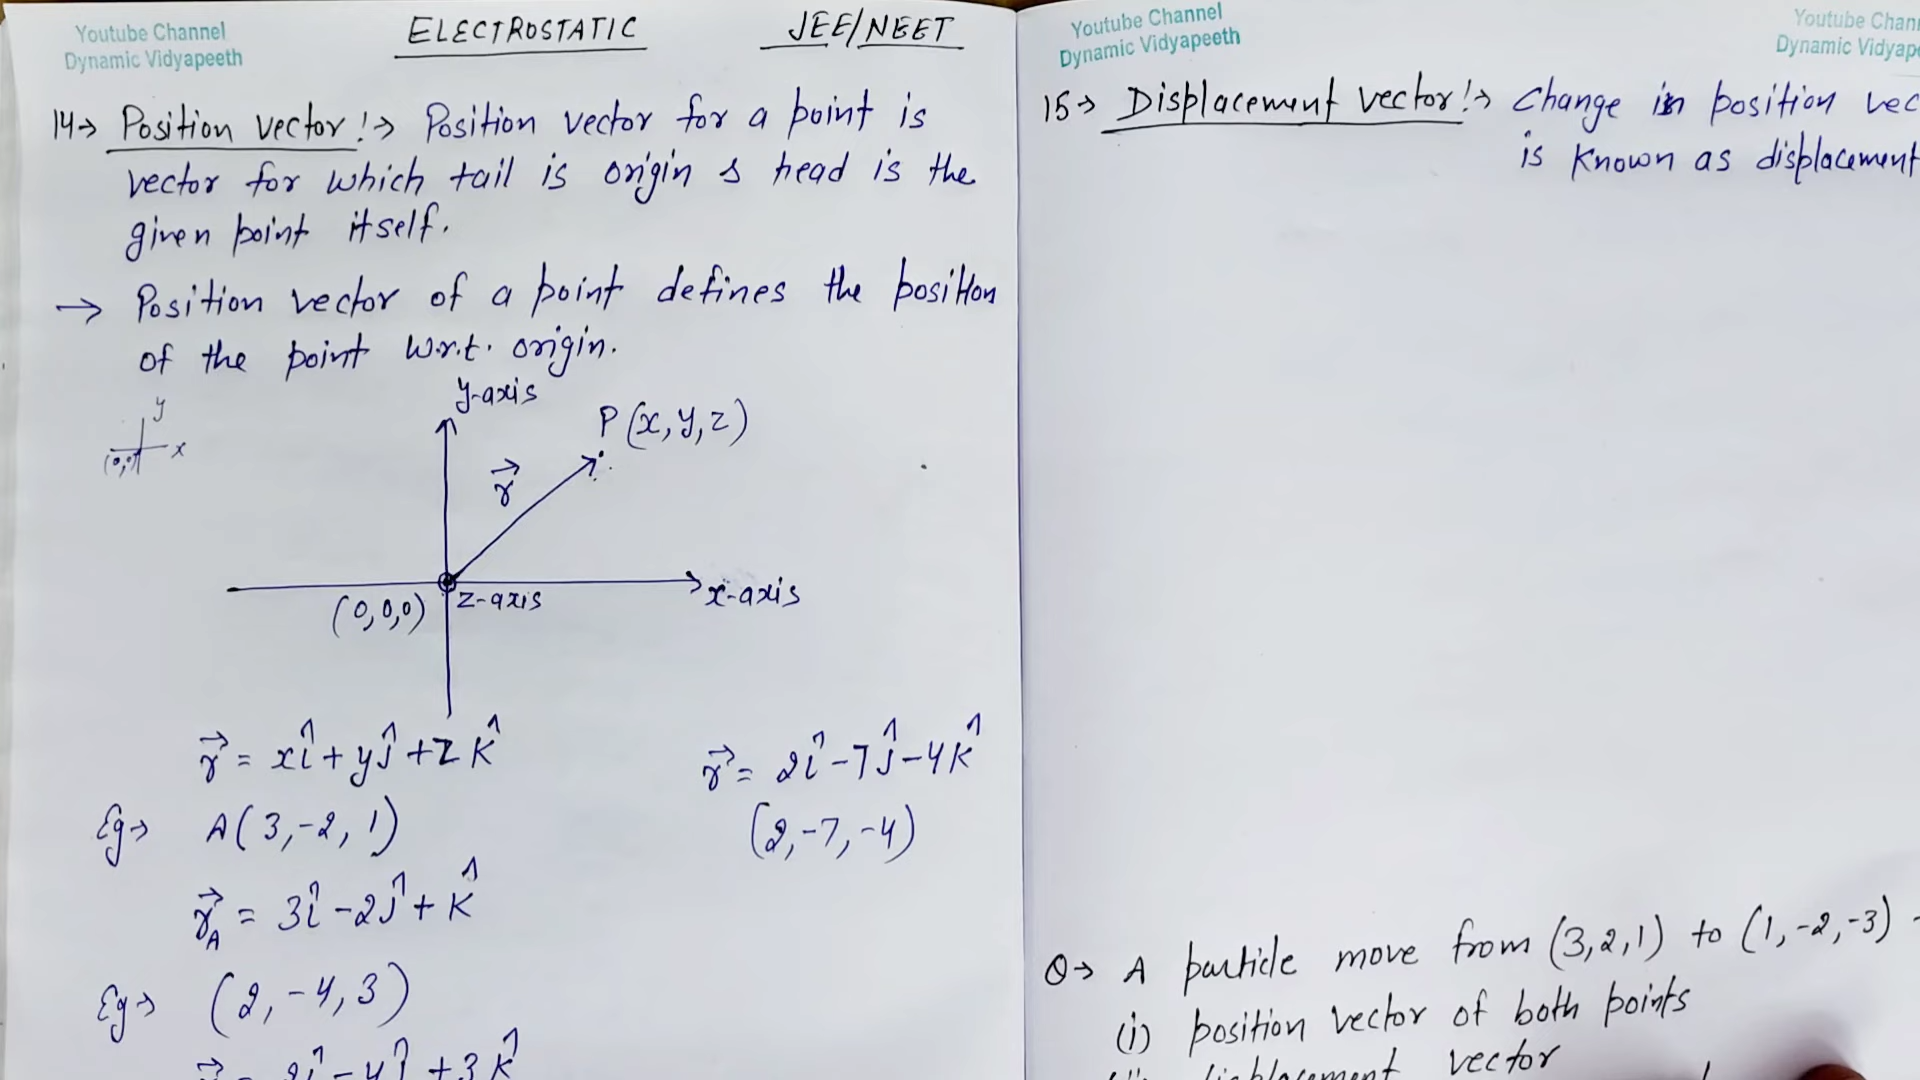 Youtube Channel
Dynamic Vidyapeeth
ELECTROSTATIC
JEE/NEET
14→ Position vector!→ Position vector for a point is
vector for which tail is origin & head is the
given point itself.
→ Position vector of a point defines the position
of the point w.r.t. origin.
y
x
(0,0)
y-axis
P(x,y,z)
r⃗
(0,0,0)
z-axis
x-axis
r⃗ = xî + yĵ + zk̂
Eg→ A(3,-2,1)
r⃗A = 3î - 2ĵ + k̂
Eg→ (2,-4,3)
2î - 4ĵ + 3k̂
r⃗ = 2î - 7ĵ - 4k̂
(2,-7,-4)
Youtube Channel
Dynamic Vidyapeeth
Youtube Chan
Dynamic Vidyape
15→ Displacement vector!→ Change in position vec
is known as displacement
Q→ A particle move from (3,2,1) to (1,-2,-3)
(i) position vector of both points
displacement vector